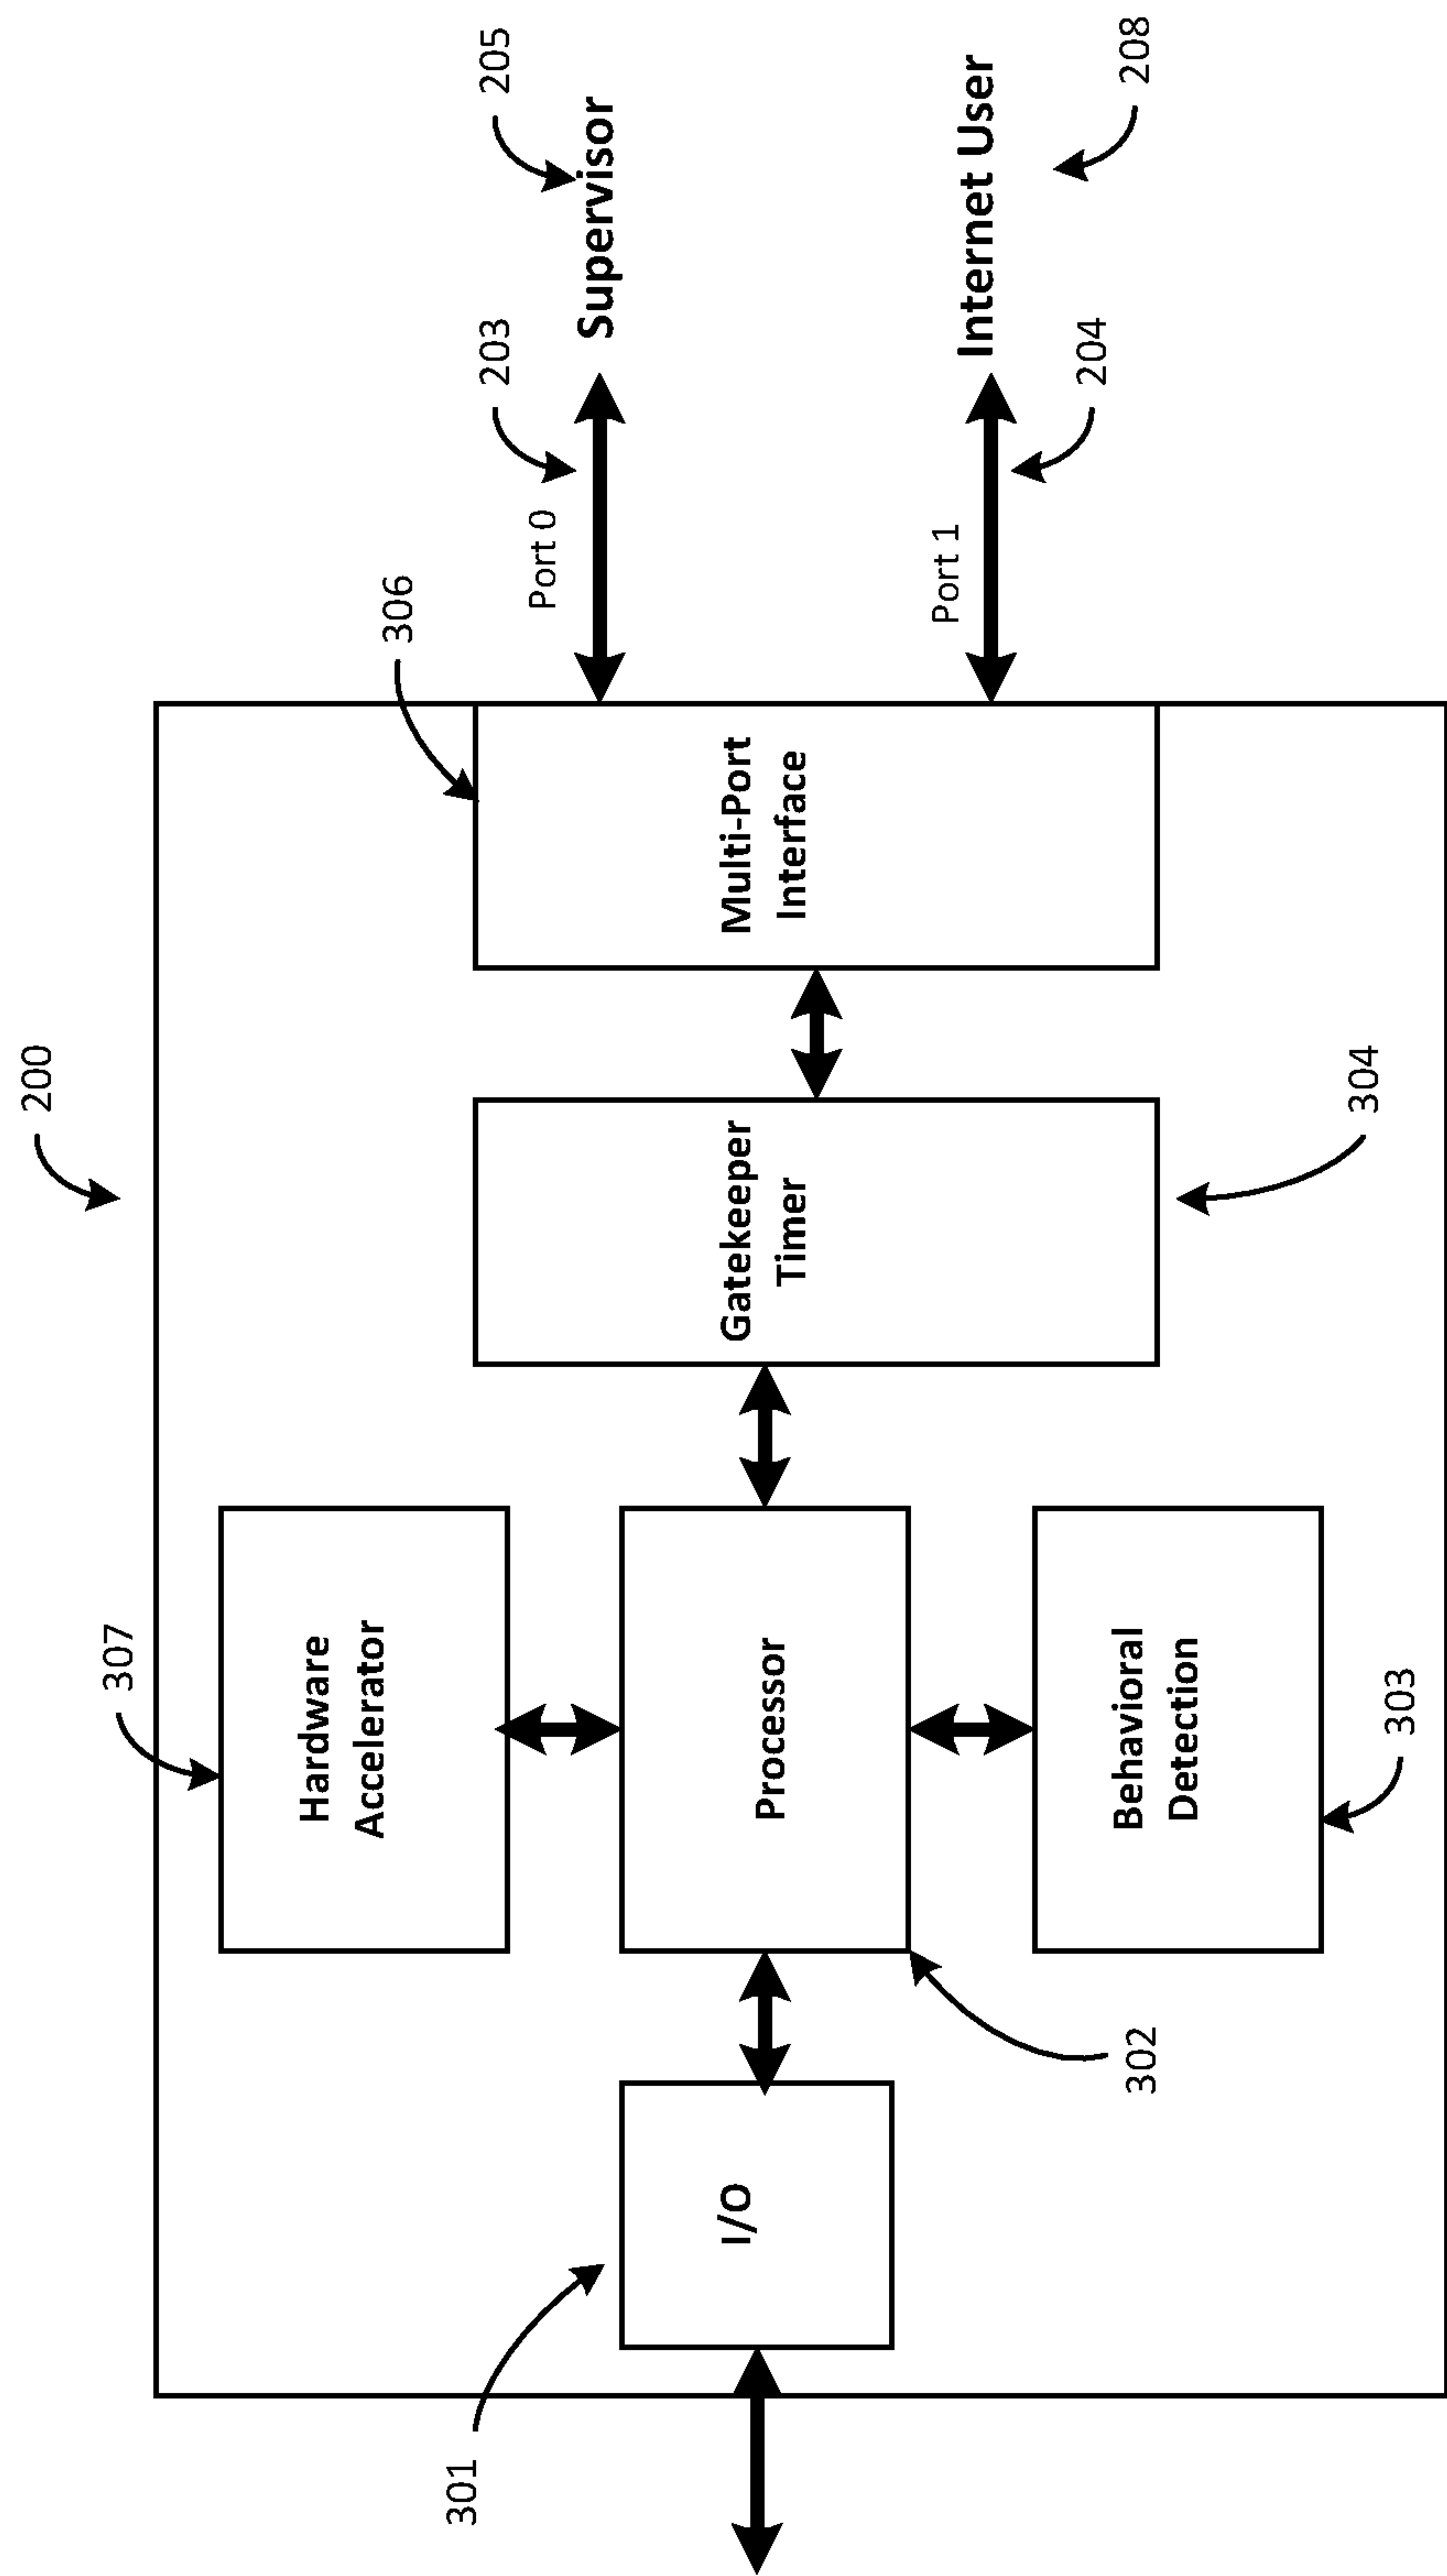 200
307
306
203
205
Hardware
Accelerator
Port 0
Supervisor
301
I/O
Processor
Gatekeeper
Timer
Multi-Port
Interface
Port 1
Internet User
302
Behavioral
Detection
204
208
303
304